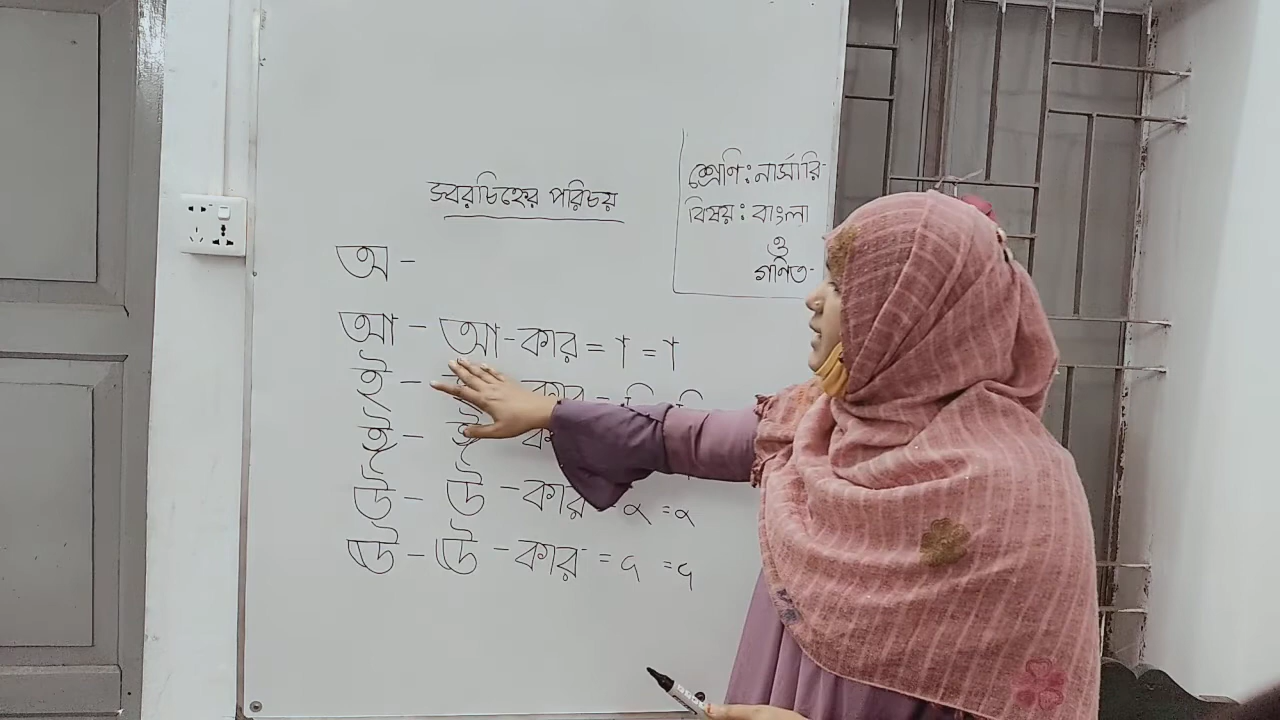 স্বরচিহ্নের পরিচয়
শ্রেণি: নার্সারি
বিষয়: বাংলা
ও
গণিত
অ -
আ - আ - কার = া = া
ই - ই - কার = ি = ি
ঈ - ঈ - ক
উ - উ - কার = ু = ু
ঊ - ঊ - কার = ূ = ূ